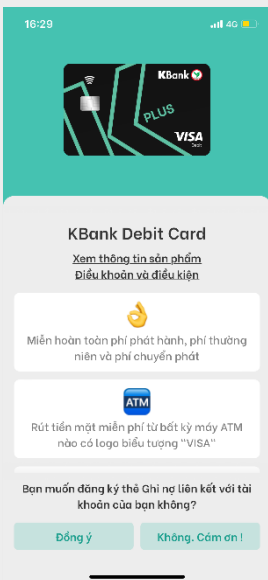 16:29
4G
KBank
PLUS
VISA
Debit
KBank Debit Card
Xem thông tin sản phẩm
Điều khoản và điều kiện
Miễn hoàn toàn phí phát hành, phí thường
niên và phí chuyển phát
ATM
Rút tiền mặt miễn phí từ bất kỳ máy ATM
nào có logo biểu tượng "VISA"
Bạn muốn đăng ký thẻ Ghi nợ liên kết với tài
khoản của bạn không?
Đồng ý
Không. Cám ơn !